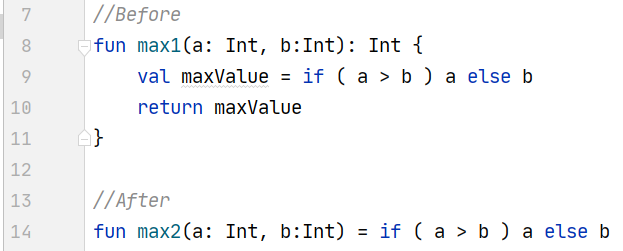 7 //Before
8 fun max1(a: Int, b:Int): Int {
9     val maxValue = if ( a > b ) a else b
10     return maxValue
11 }
12
13 //After
14 fun max2(a: Int, b:Int) = if ( a > b ) a else b